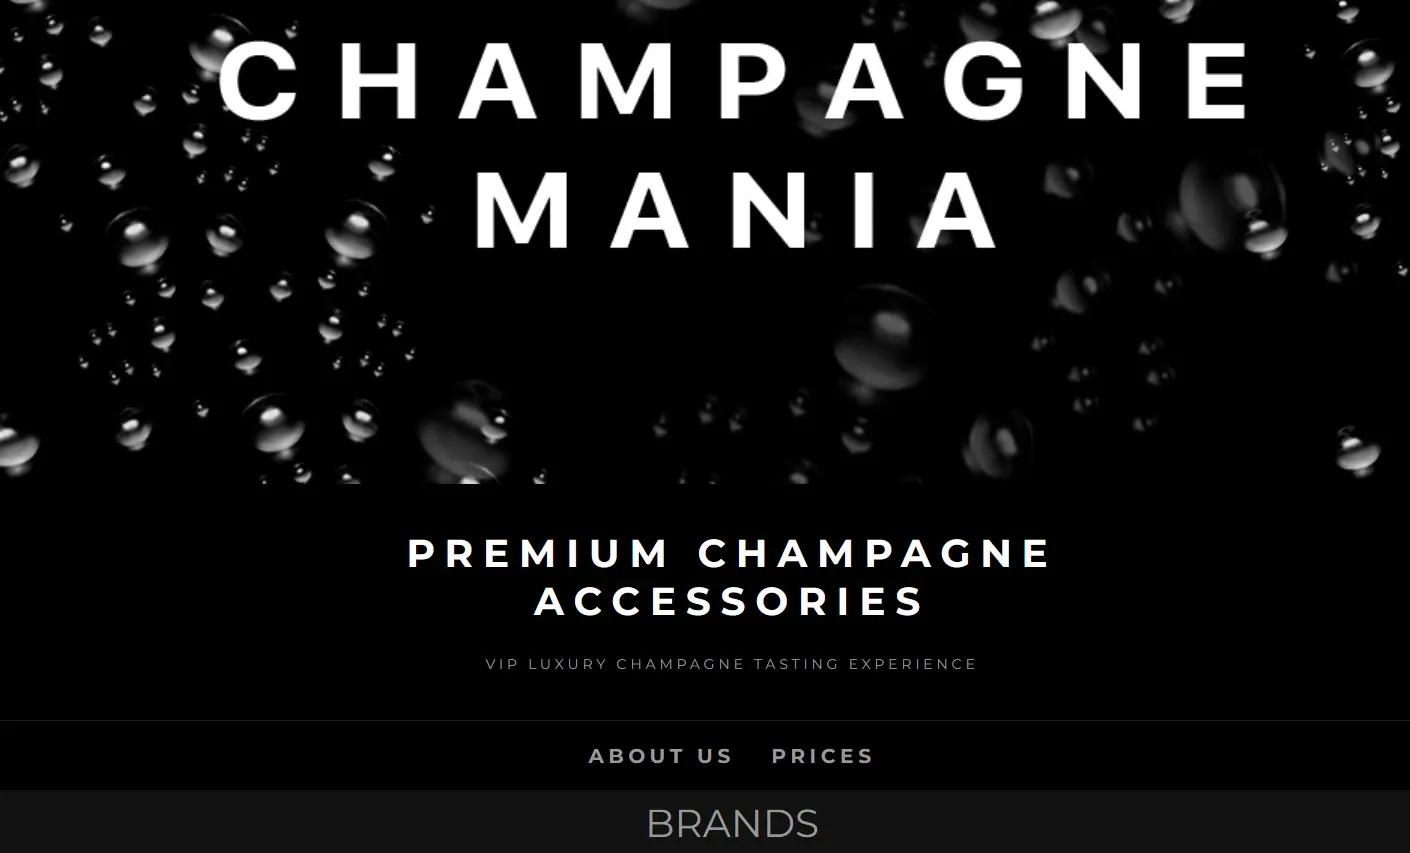 CHAMPAGNE
MANIA
PREMIUM CHAMPAGNE
ACCESSORIES
VIP LUXURY CHAMPAGNE TASTING EXPERIENCE
ABOUT US PRICES
BRANDS